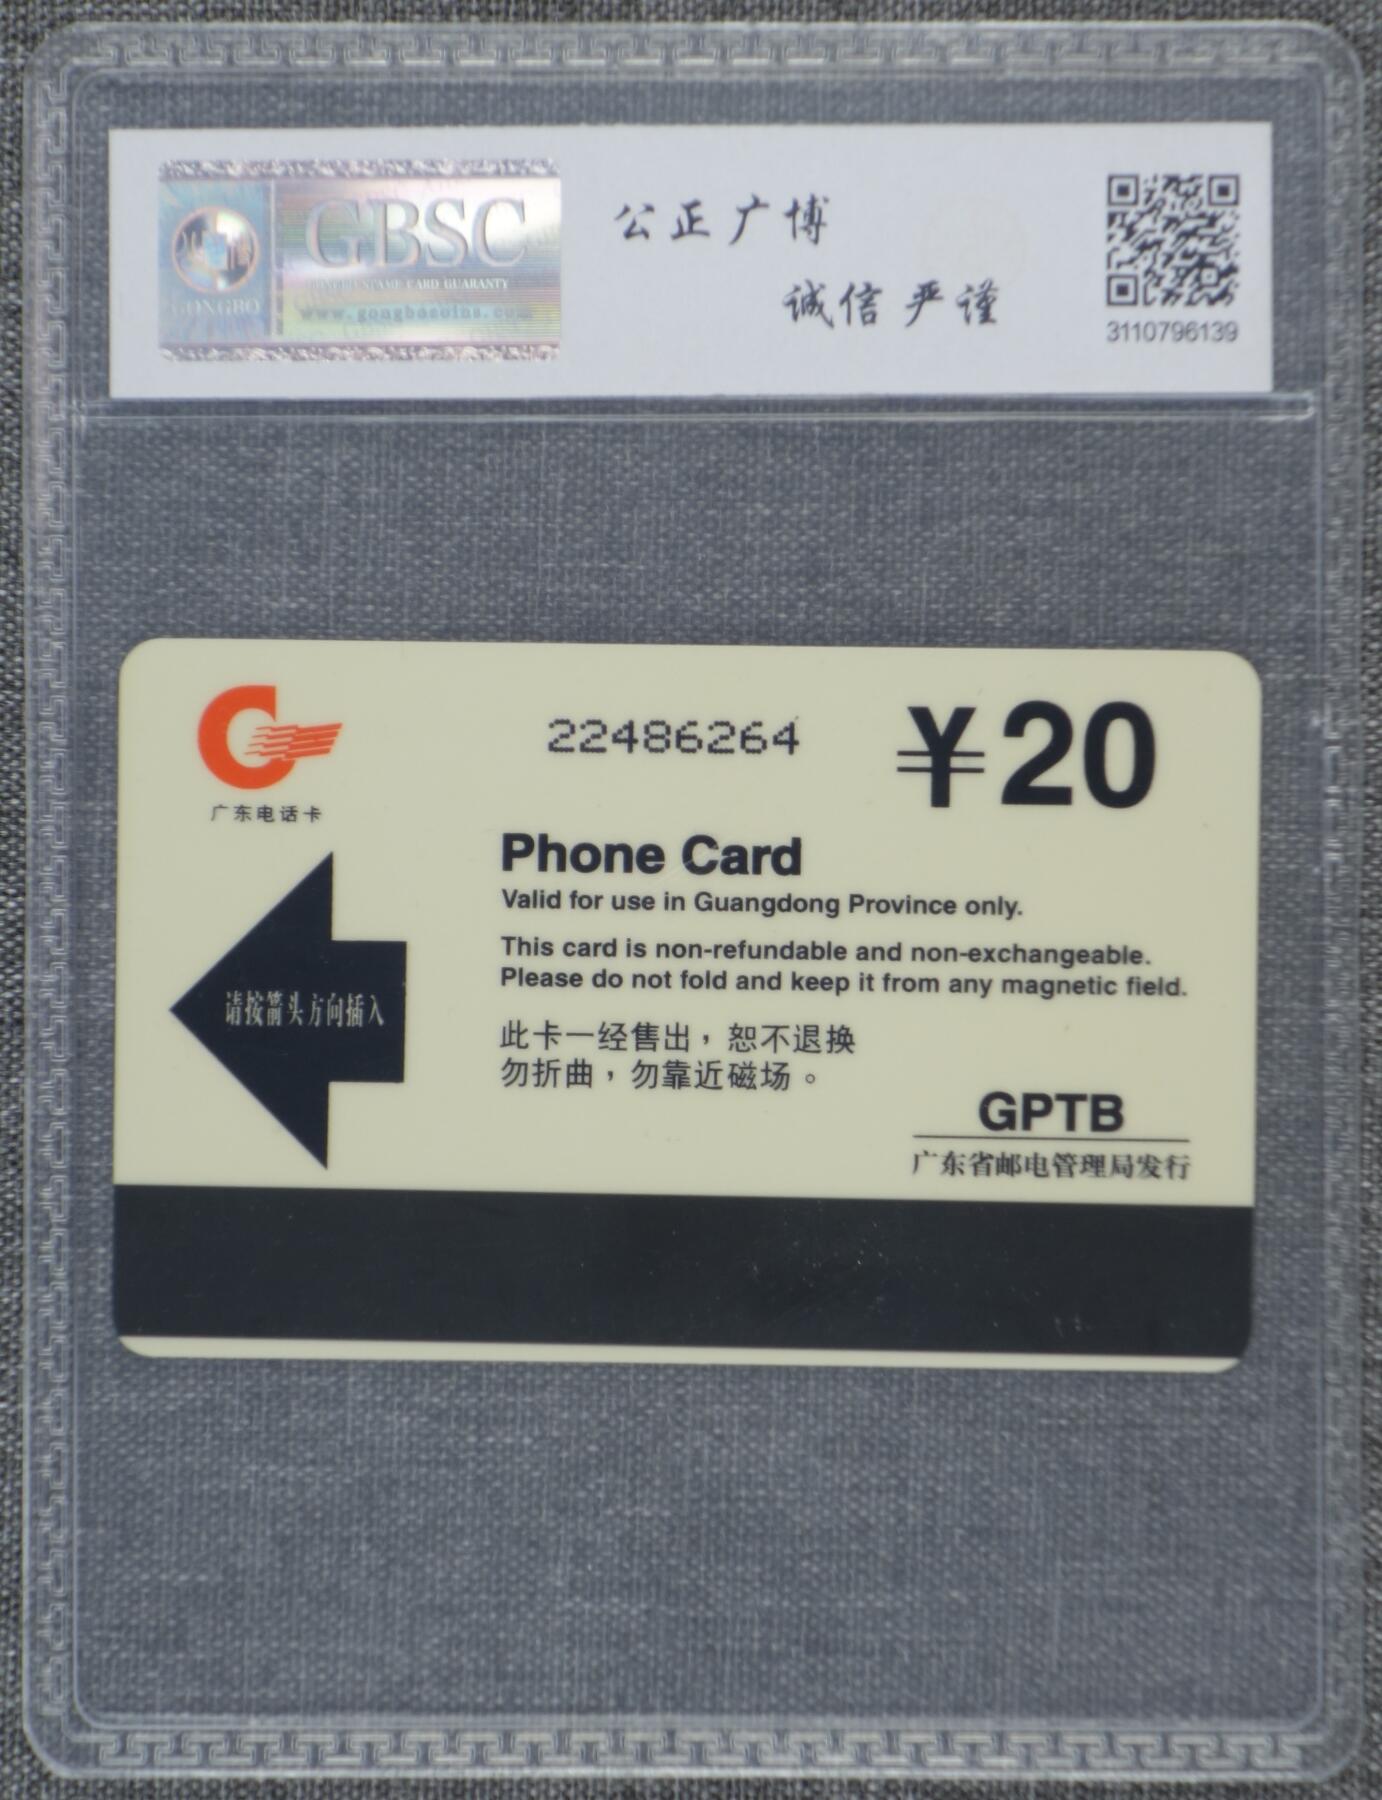 GBSC
GONGBO
www.gongbocoins.com
公正广博
诚信严谨
3110796139
22486264
¥20
广东电话卡
Phone Card
Valid for use in Guangdong Province only.
This card is non-refundable and non-exchangeable.
Please do not fold and keep it from any magnetic field.
请按箭头方向插入
此卡一经售出，恕不退换
勿折曲，勿靠近磁场。
GPTB
广东省邮电管理局发行